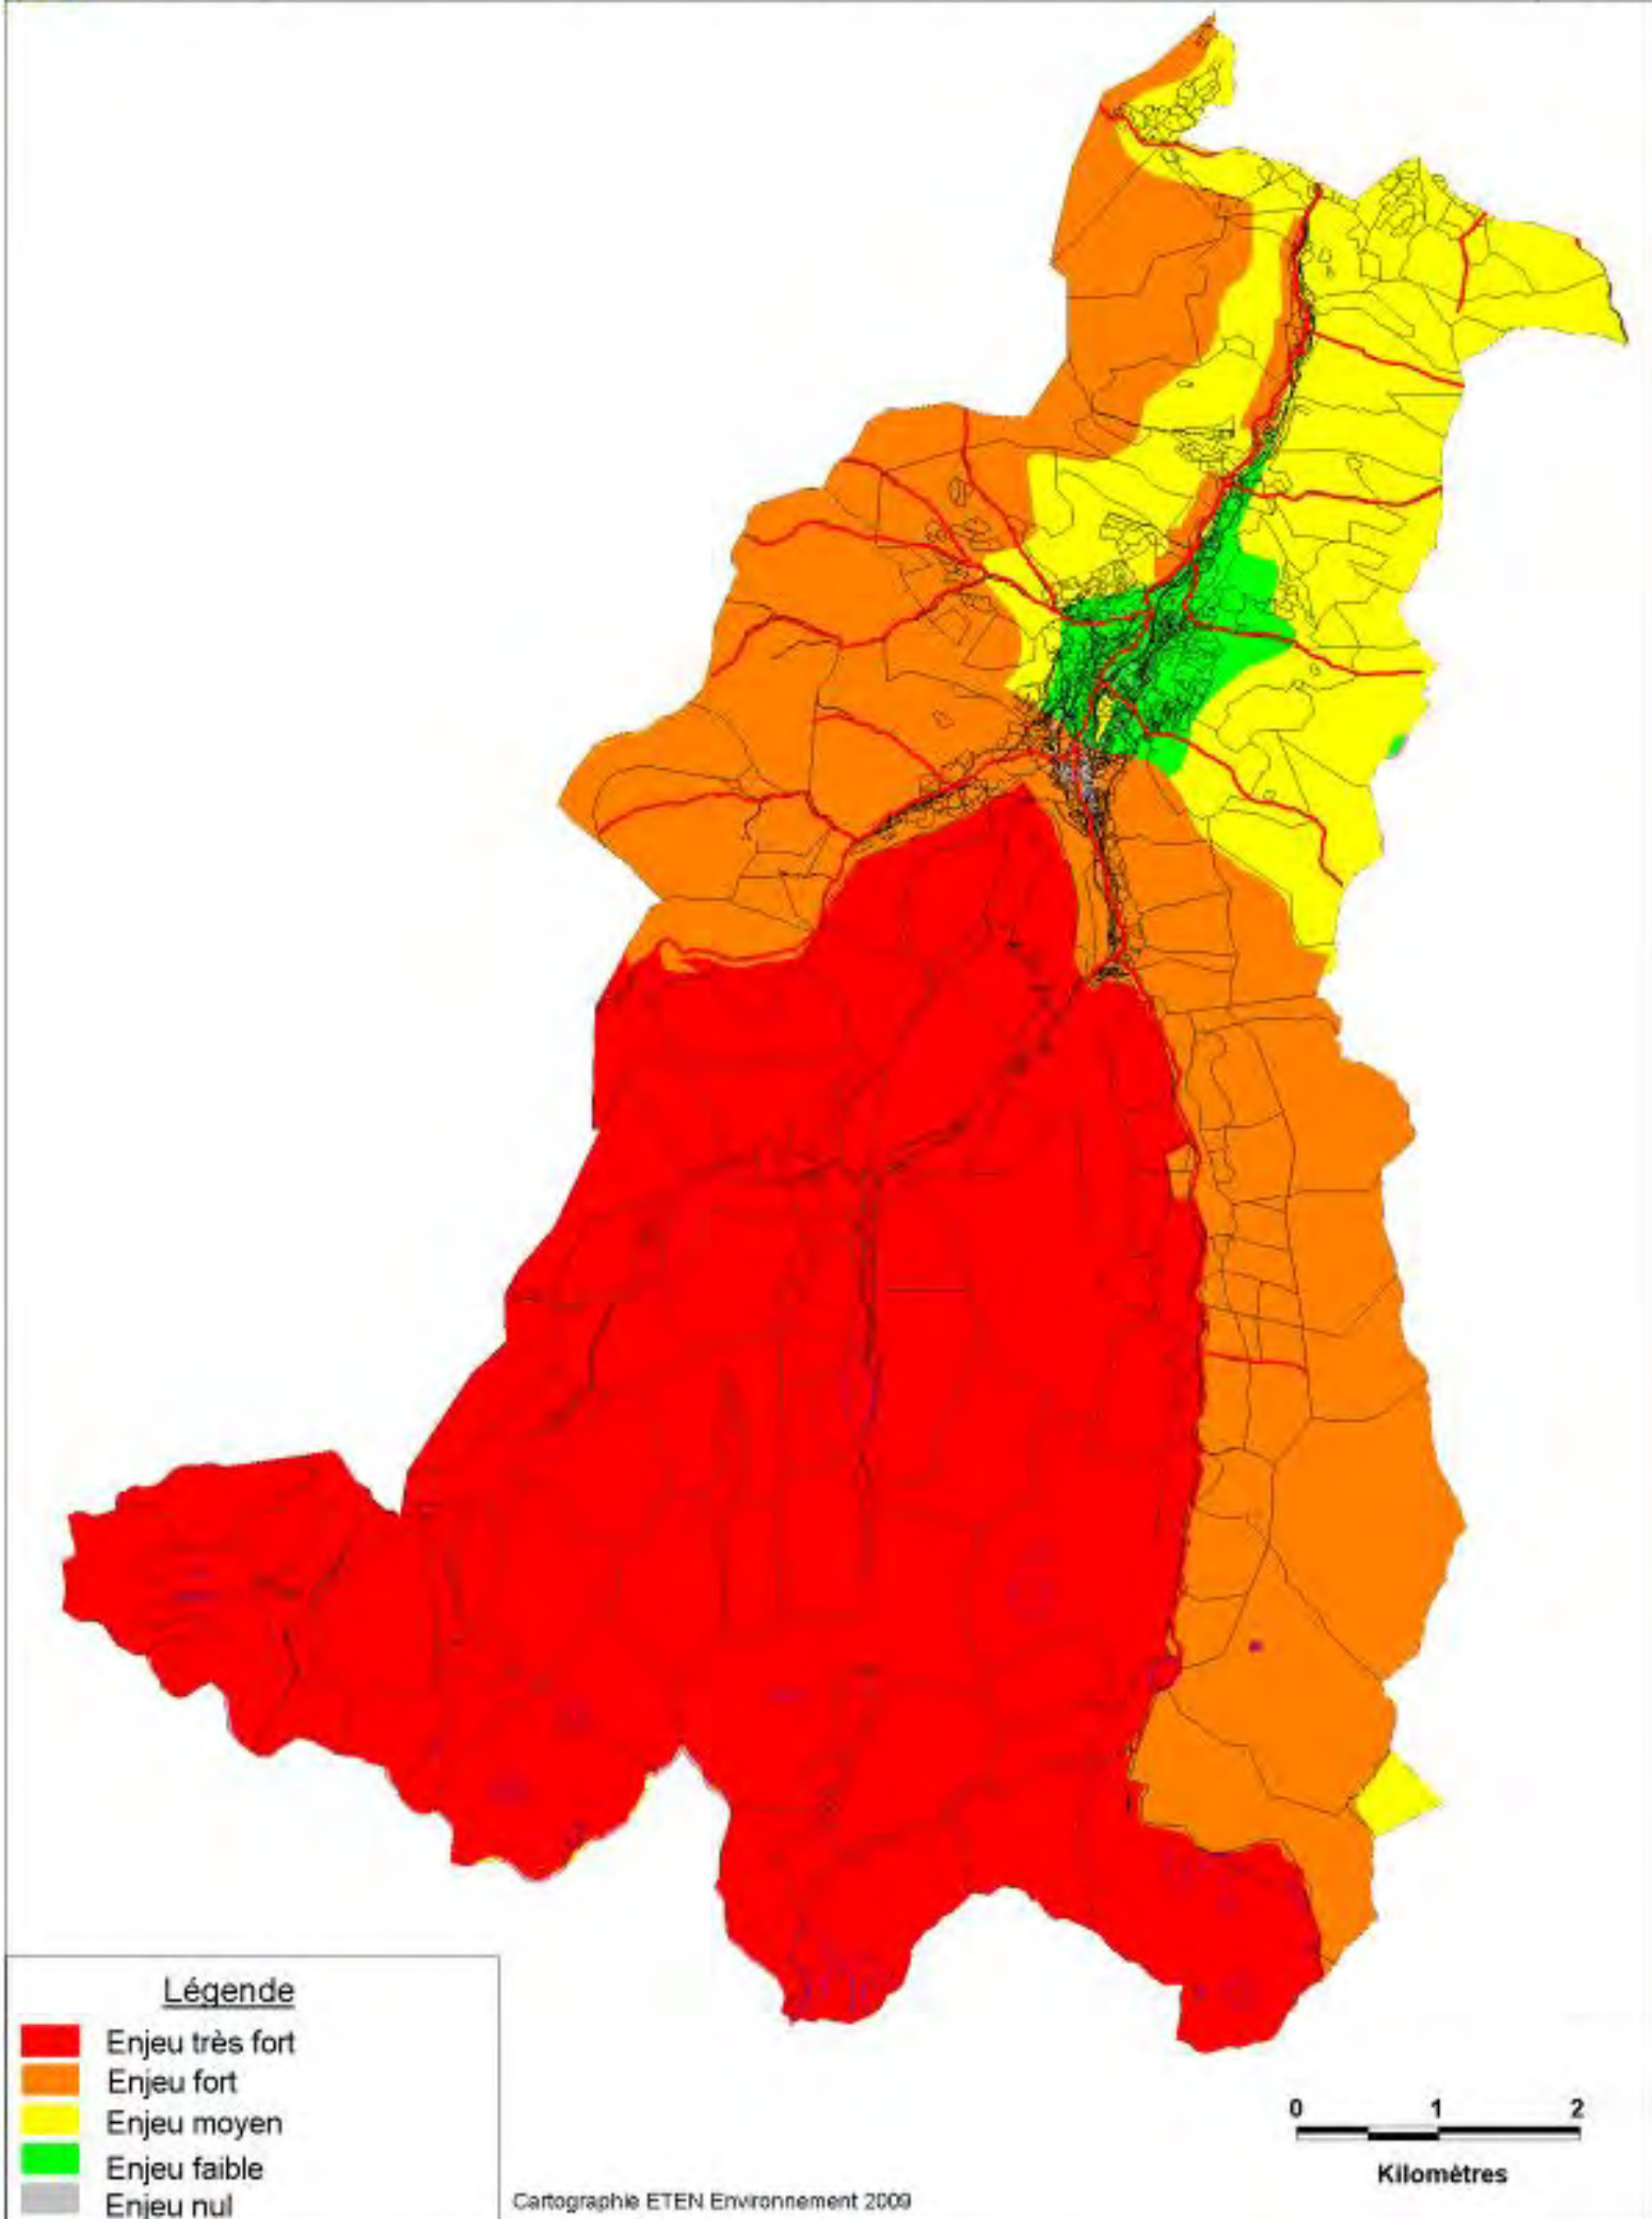 Légende
Enjeu très fort
Enjeu fort
Enjeu moyen
Enjeu faible
Enjeu nul
Cartographie ETEN Environnement 2009
0 1 2
Kilomètres